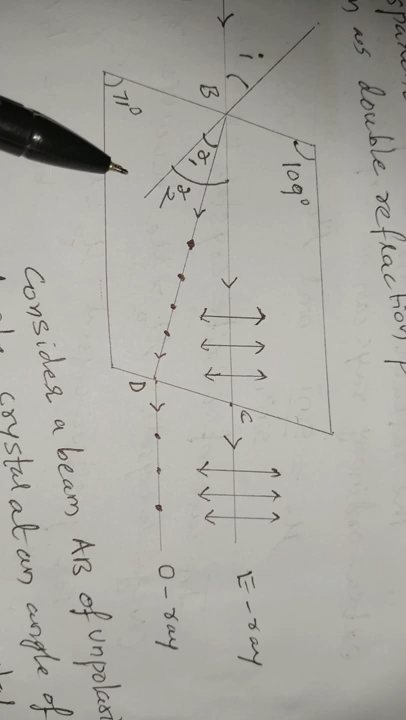 as double refraction
i
B
109°
71°
r1
r2
C
D
E-ray
O-ray
Consider a beam AB of unpolar
crystal at an angle of